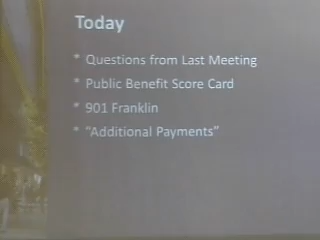 Today
* Questions from Last Meeting
* Public Benefit Score Card
* 901 Franklin
* “Additional Payments”